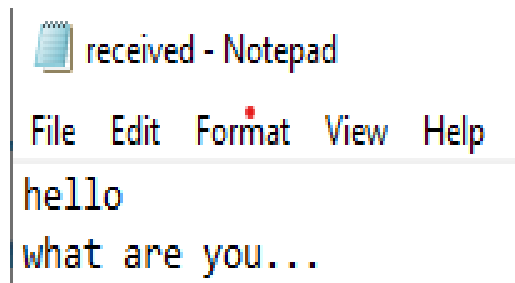 received - Notepad
File Edit Format View Help
hello
what are you...